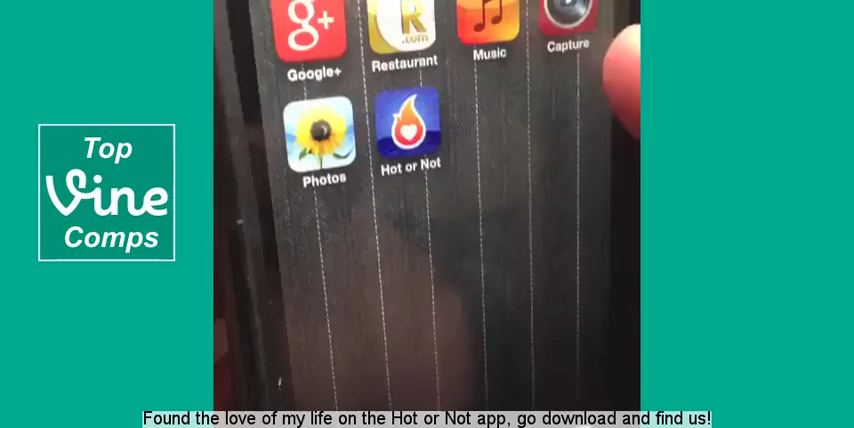 g+
R
.com
Google+
Restaurant
Music
Capture
Photos
Hot or Not
Top
Vine
Comps
Found the love of my life on the Hot or Not app, go download and find us!